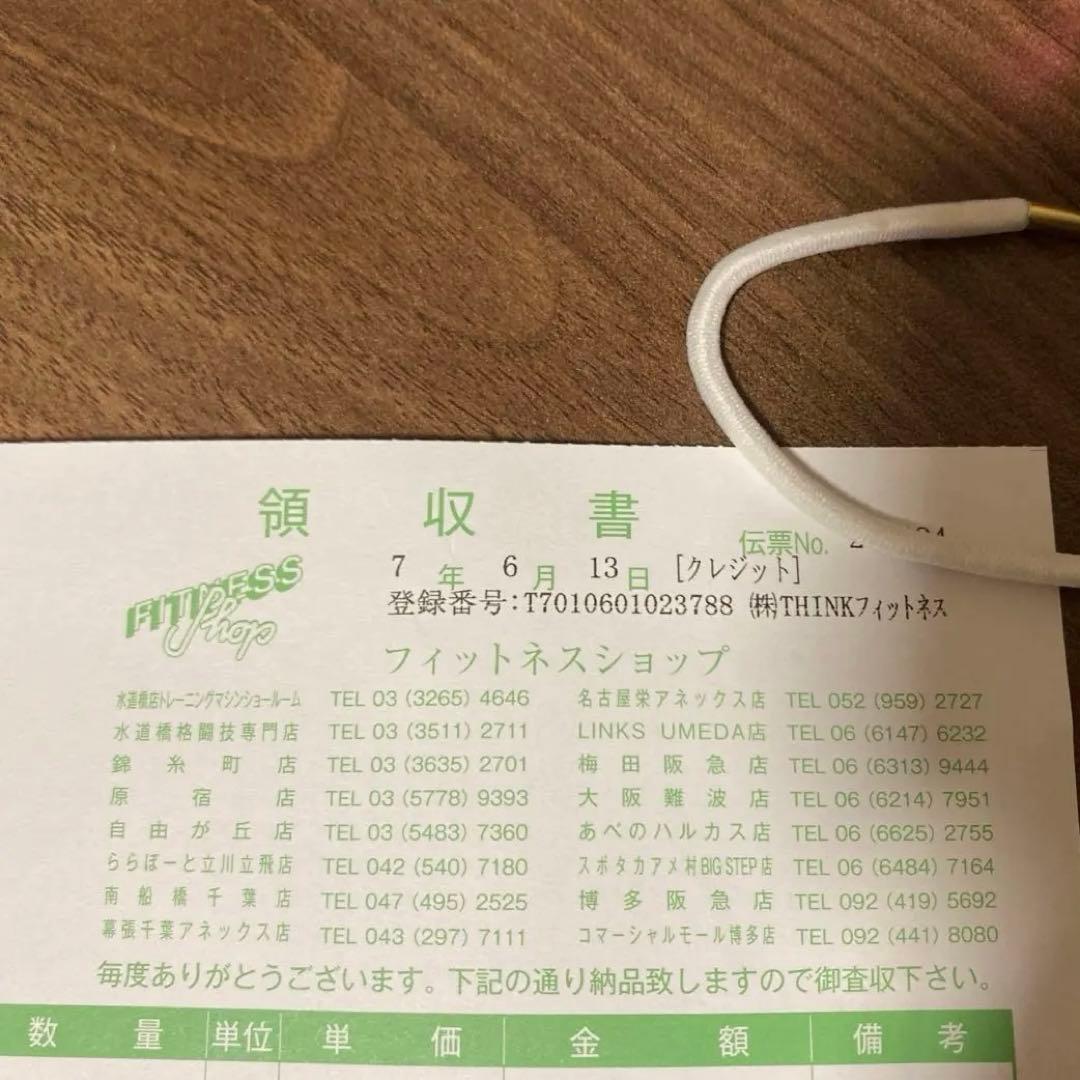 領収書
伝票No.
7年6月13日 [クレジット]
登録番号:T7010601023788 ㈱THINKフィットネス
FITNESS
Shop
フィットネスショップ
水道橋店トレーニングマシンショールーム TEL 03 (3265) 4646 名古屋栄アネックス店 TEL 052 (959) 2727
水道橋格闘技専門店 TEL 03 (3511) 2711 LINKS UMEDA店 TEL 06 (6147) 6232
錦糸町店 TEL 03 (3635) 2701 梅田阪急店 TEL 06 (6313) 9444
原宿店 TEL 03 (5778) 9393 大阪難波店 TEL 06 (6214) 7951
自由が丘店 TEL 03 (5483) 7360 あべのハルカス店 TEL 06 (6625) 2755
ららぽーと立川立飛店 TEL 042 (540) 7180 スポタカアメ村BIG STEP店 TEL 06 (6484) 7164
南船橋千葉店 TEL 047 (495) 2525 博多阪急店 TEL 092 (419) 5692
幕張千葉アネックス店 TEL 043 (297) 7111 コマーシャルモール博多店 TEL 092 (441) 8080
毎度ありがとうございます。下記の通り納品致しますので御査収下さい。
数量 単位 単価 金額 備考